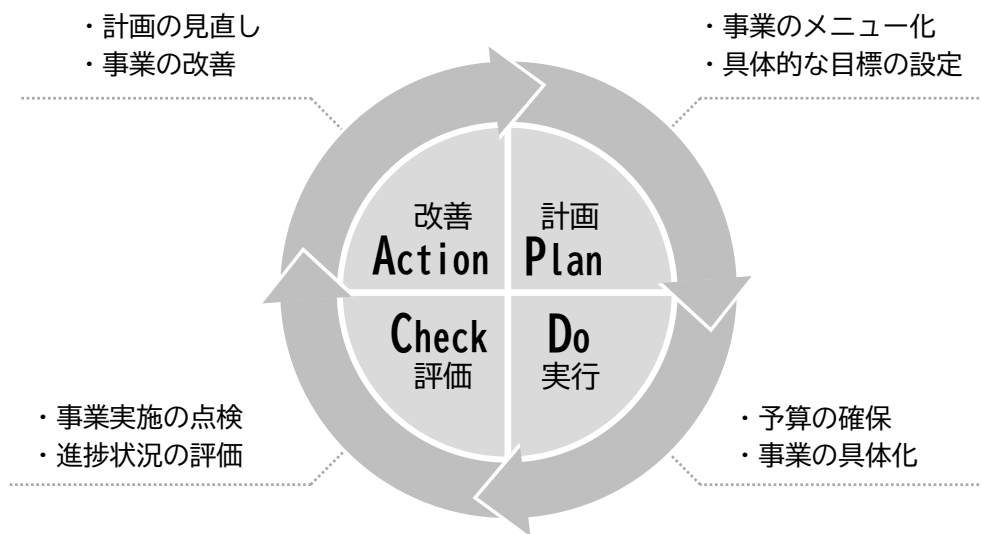 ・計画の見直し
・事業の改善
・事業のメニュー化
・具体的な目標の設定
改善
Action
計画
Plan
Check
評価
Do
実行
・事業実施の点検
・進捗状況の評価
・予算の確保
・事業の具体化